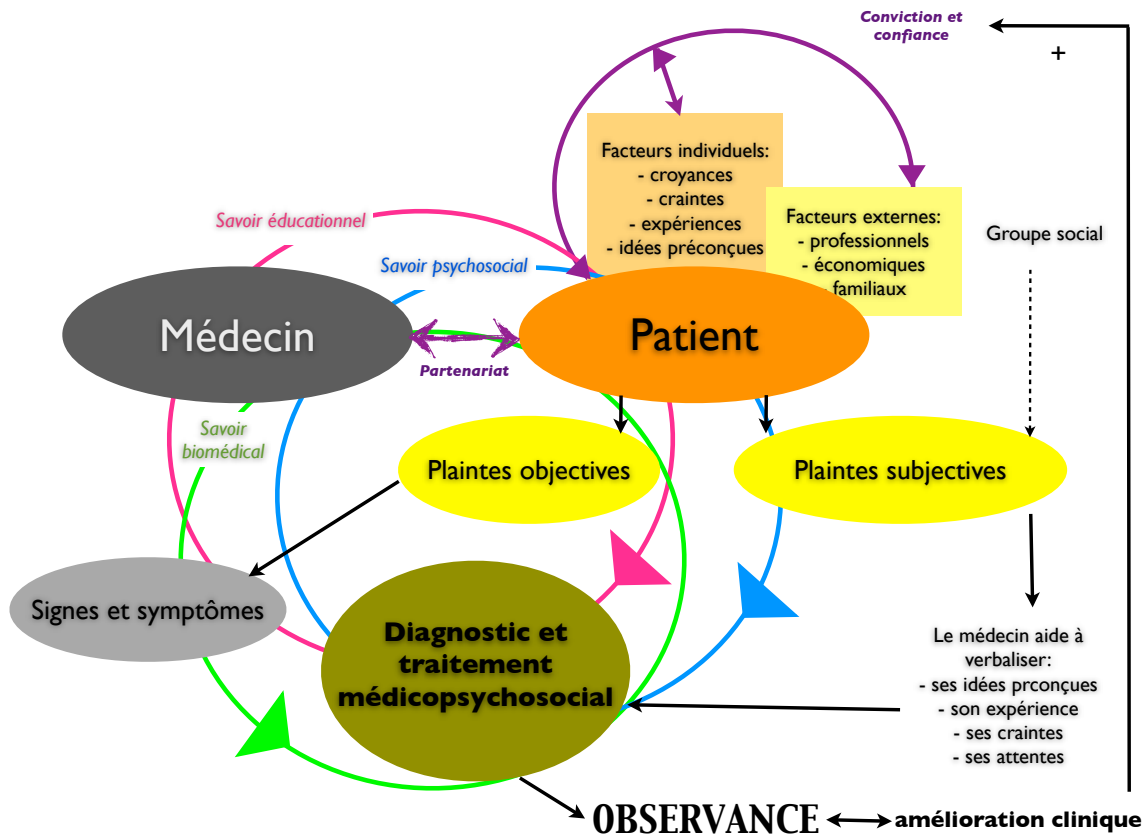 Conviction et
confiance
+
Facteurs individuels:
- croyances
- craintes
- expériences
- idées préconçues
Facteurs externes:
- professionnels
- économiques
- familiaux
Groupe social
Savoir éducationnel
Savoir psychosocial
Médecin
Patient
Partenariat
Savoir
biomédical
Plaintes objectives
Plaintes subjectives
Signes et symptômes
Diagnostic et
traitement
médicopsychosocial
Le médecin aide à
verbaliser:
- ses idées prconçues
- son expérience
- ses craintes
- ses attentes
OBSERVANCE
amélioration clinique